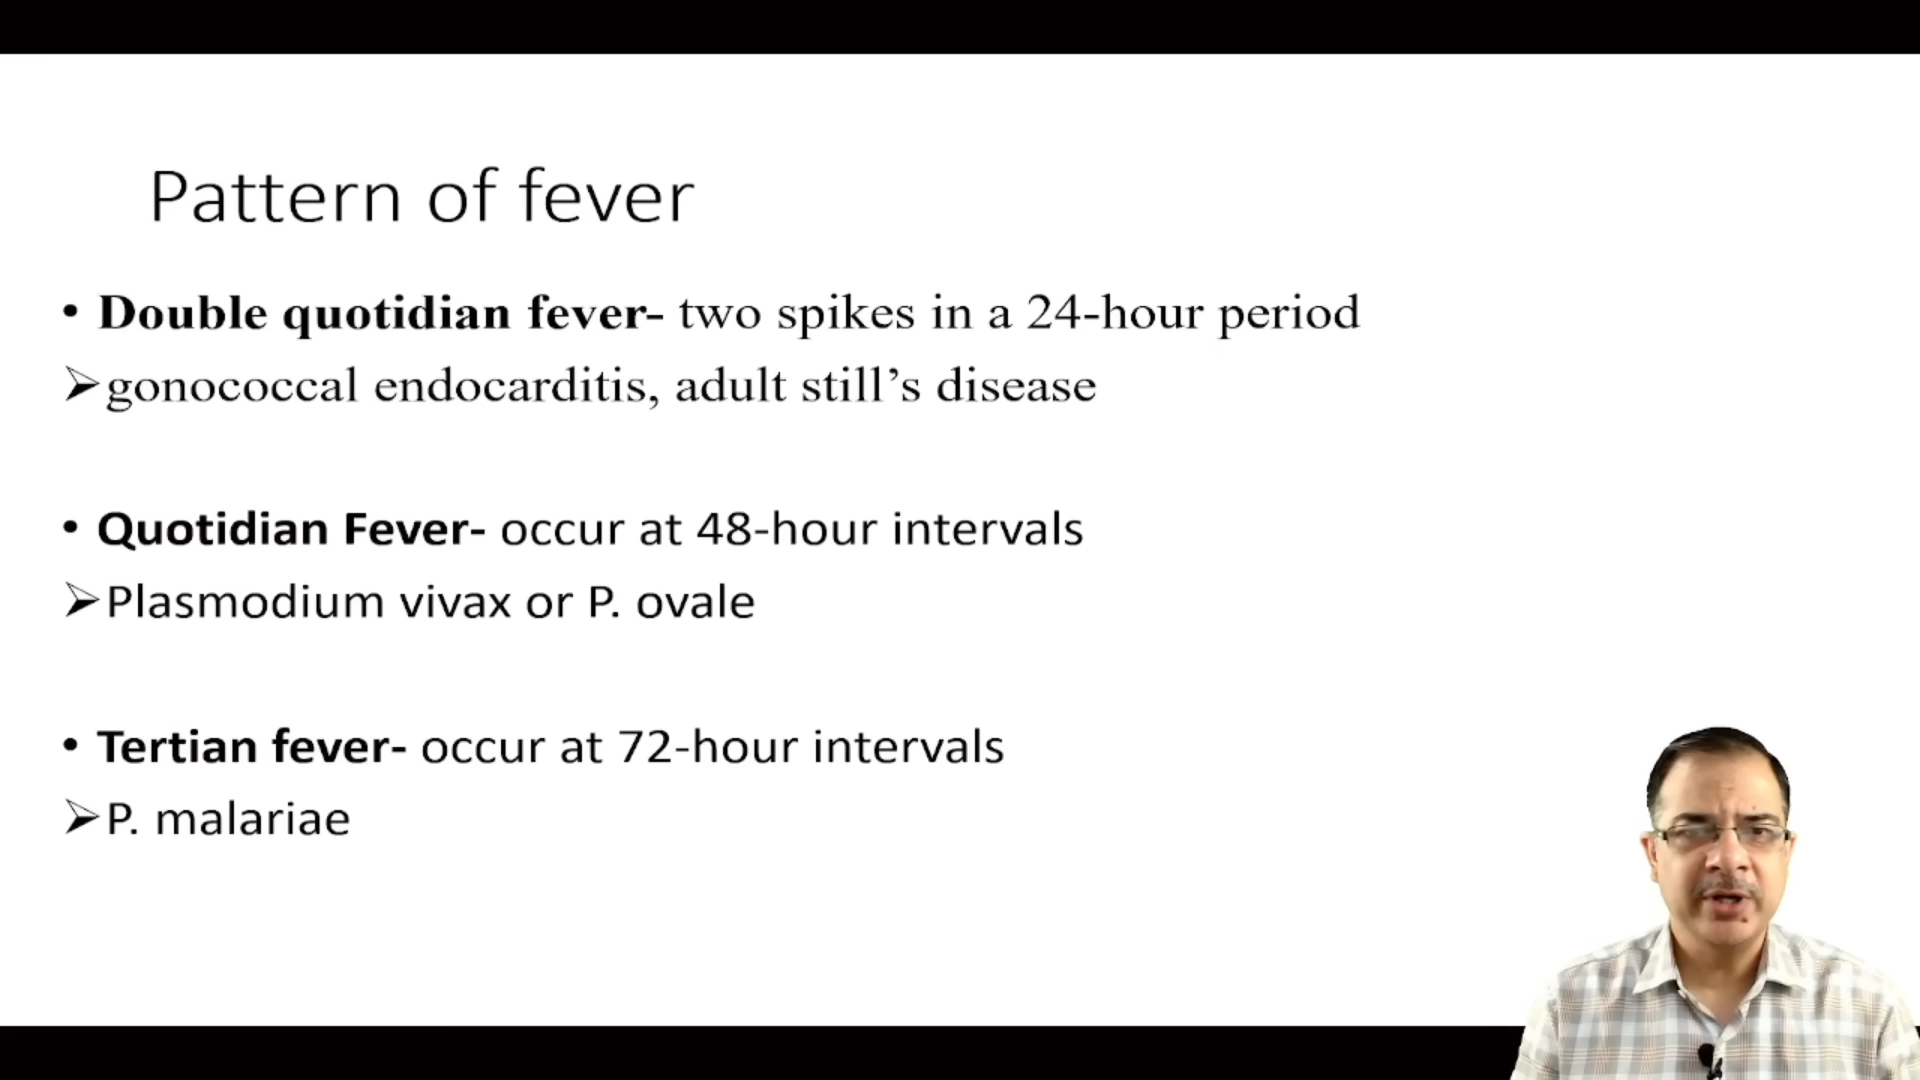 Pattern of fever
• Double quotidian fever- two spikes in a 24-hour period
➢gonococcal endocarditis, adult still’s disease
• Quotidian Fever- occur at 48-hour intervals
➢Plasmodium vivax or P. ovale
• Tertian fever- occur at 72-hour intervals
➢P. malariae